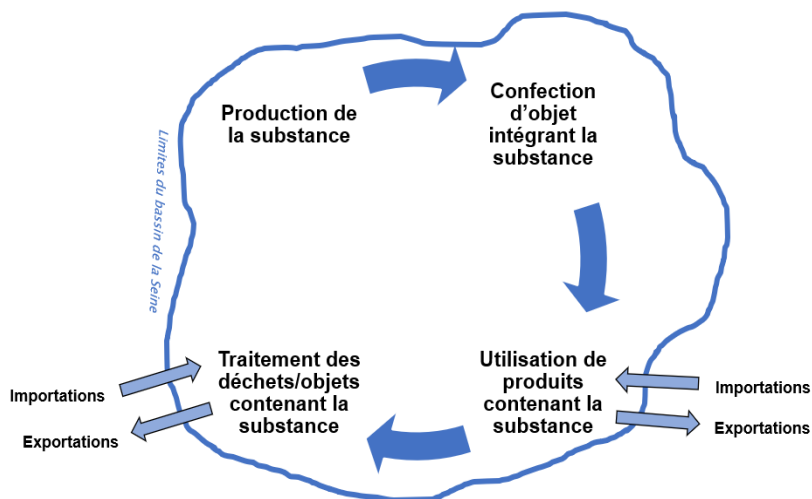 Production de
la substance
Confection
d'objet
intégrant la
substance
Limites du bassin de la Seine
Traitement des
déchets/objets
contenant la
substance
Utilisation de
produits
contenant la
substance
Importations
Exportations
Importations
Exportations